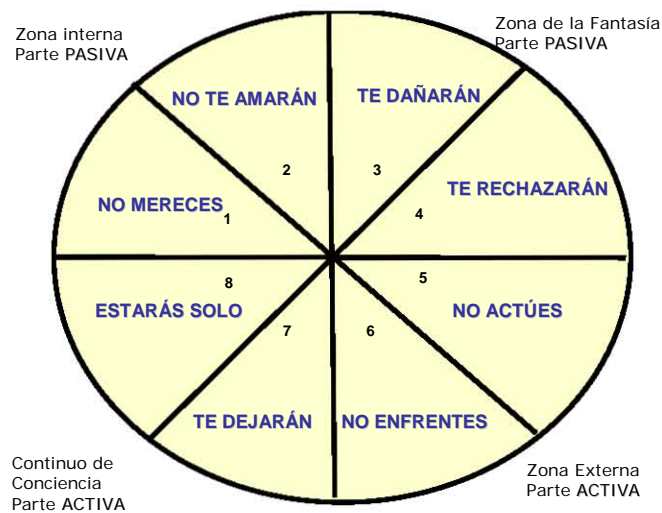 Zona interna
Parte PASIVA
Zona de la Fantasía
Parte PASIVA
NO TE AMARÁN
TE DAÑARÁN
2
3
NO MERECES
1
4
TE RECHAZARÁN
8
5
ESTARÁS SOLO
NO ACTÚES
7
6
TE DEJARÁN
NO ENFRENTES
Continuo de
Conciencia
Parte ACTIVA
Zona Externa
Parte ACTIVA